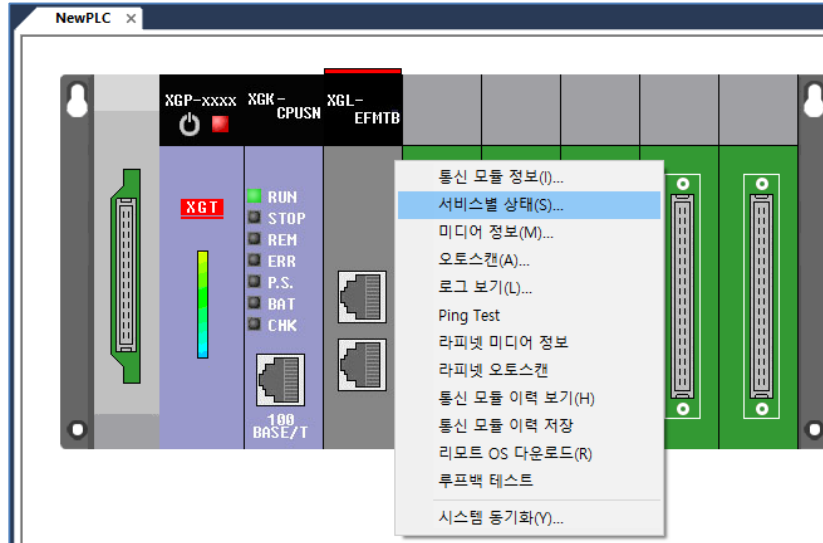 NewPLC ×
XGP-xxxx
XGK-
CPUSN
XGL-
EFMTB
XGT
RUN
STOP
REM
ERR
P.S.
BAT
CHK
100
BASE/T
통신 모듈 정보(I)...
서비스별 상태(S)...
미디어 정보(M)...
오토스캔(A)...
로그 보기(L)...
Ping Test
라피넷 미디어 정보
라피넷 오토스캔
통신 모듈 이력 보기(H)
통신 모듈 이력 저장
리모트 OS 다운로드(R)
루프백 테스트
시스템 동기화(Y)...